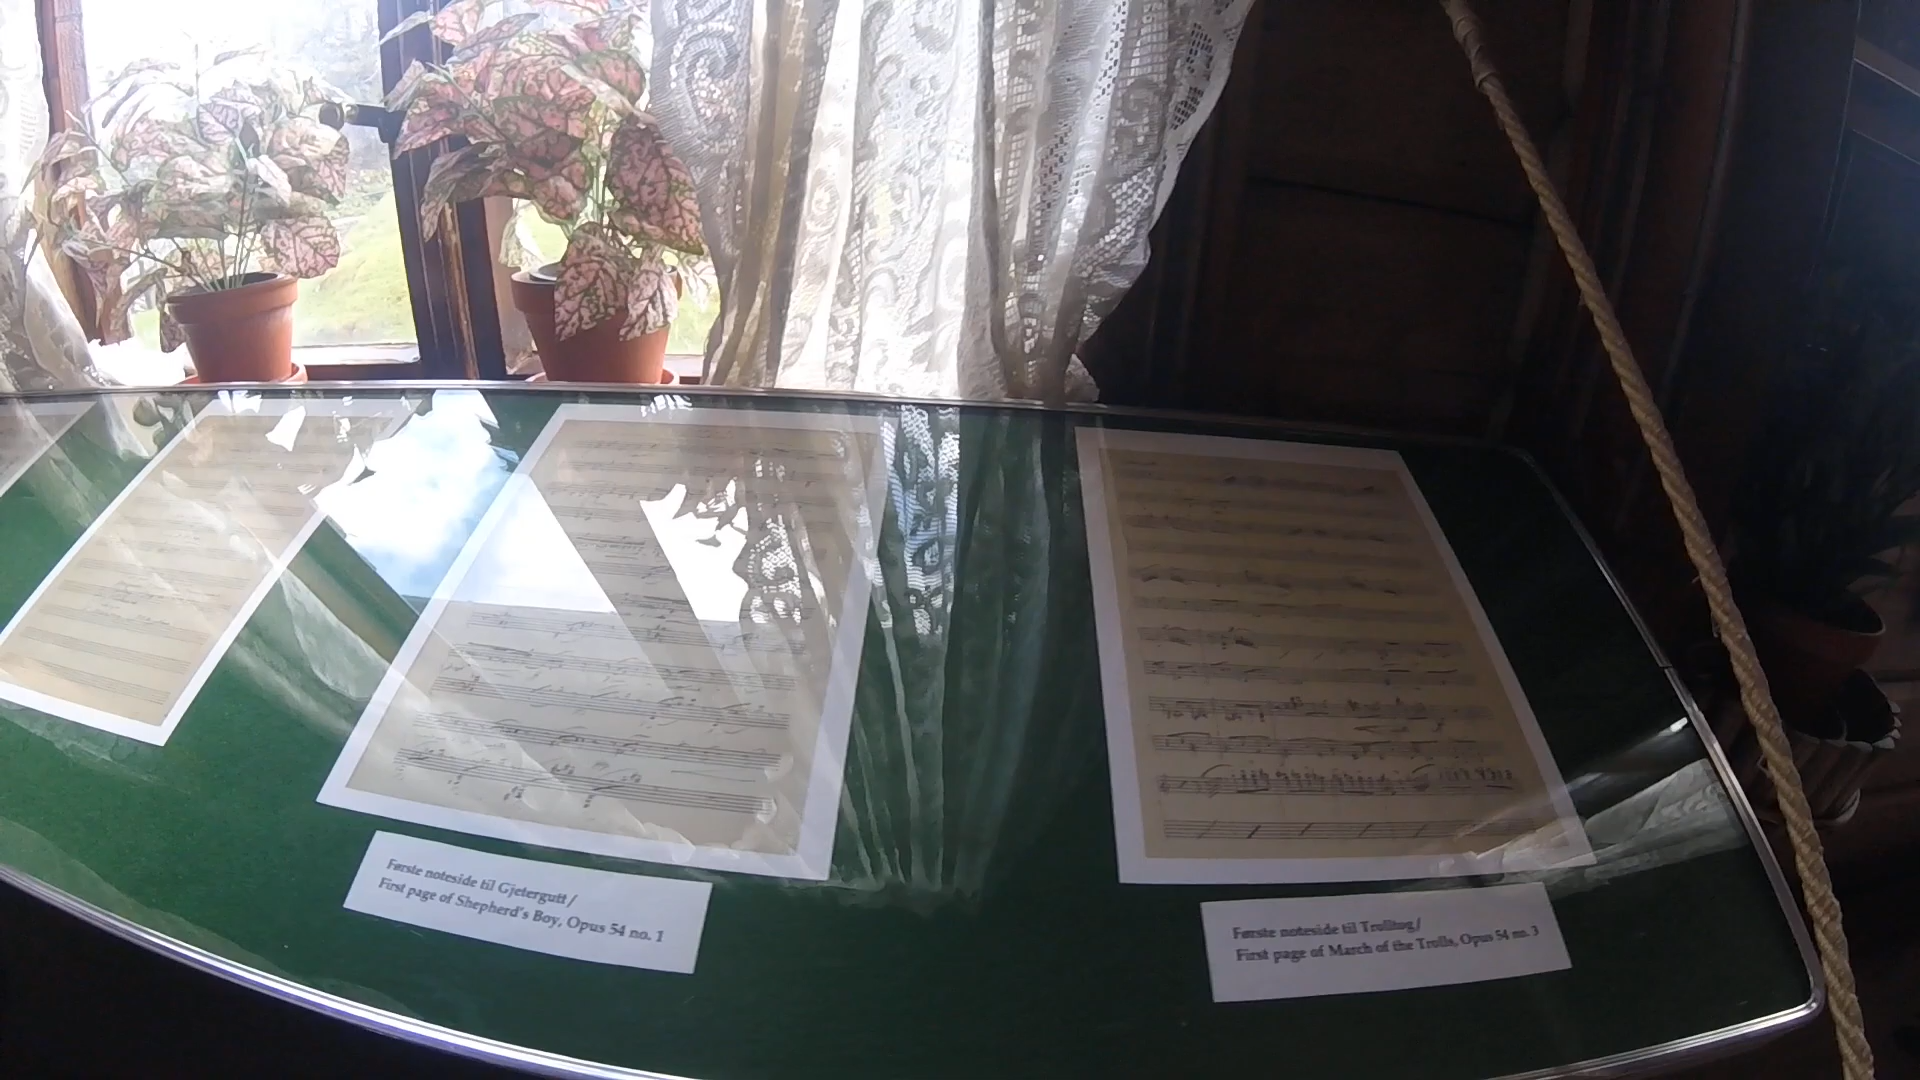 Første noteside til Gjetergutt/
First page of Shepherd's Boy, Opus 54 no. 1
Første noteside til Trolltog/
First page of March of the Trolls, Opus 54 no. 3